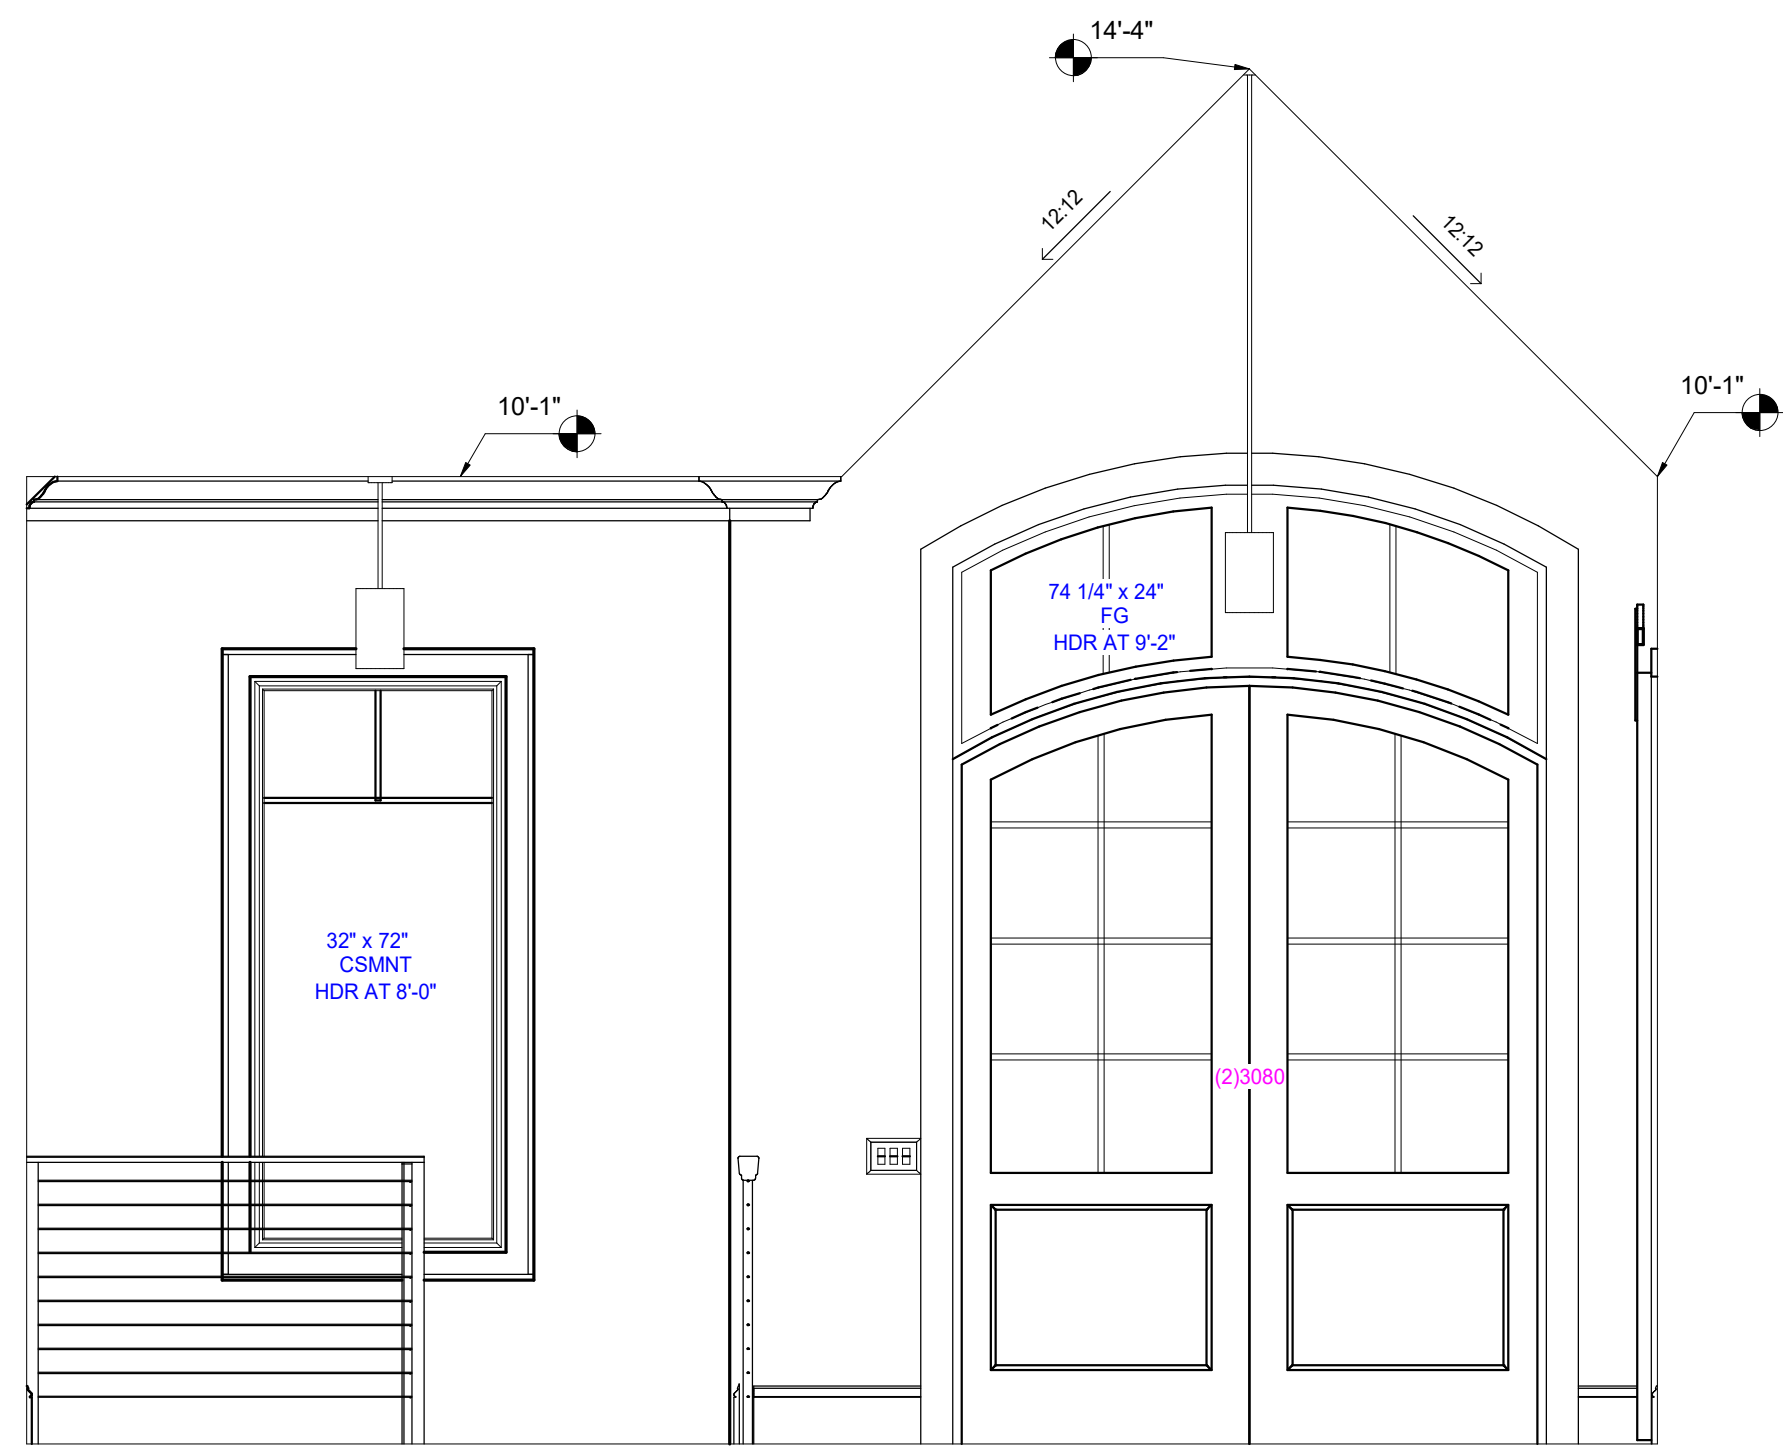 14'-4"
12:12
12:12
10'-1"
10'-1"
74 1/4" x 24"
FG
HDR AT 9'-2"
32" x 72"
CSMNT
HDR AT 8'-0"
(2)3080